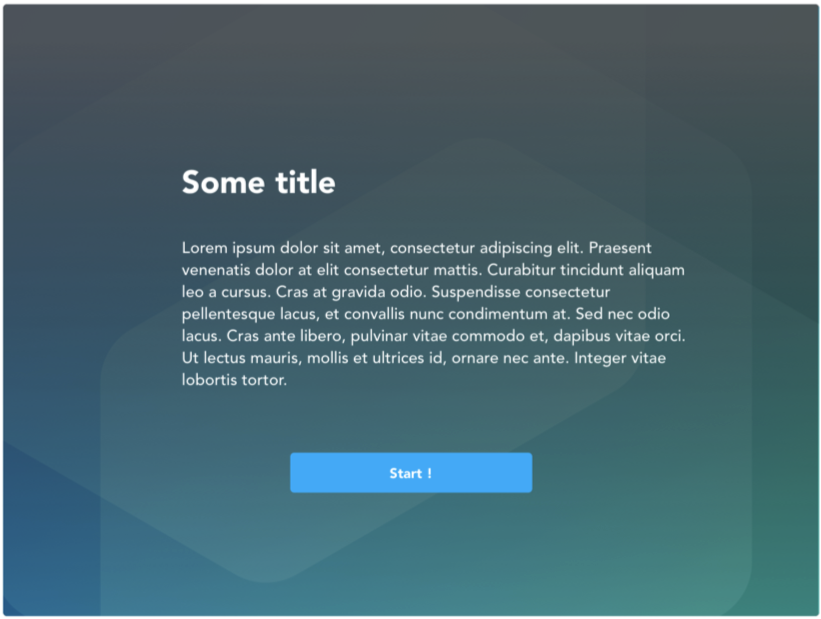 Some title
Lorem ipsum dolor sit amet, consectetur adipiscing elit. Praesent
venenatis dolor at elit consectetur mattis. Curabitur tincidunt aliquam
leo a cursus. Cras at gravida odio. Suspendisse consectetur
pellentesque lacus, et convallis nunc condimentum at. Sed nec odio
lacus. Cras ante libero, pulvinar vitae commodo et, dapibus vitae orci.
Ut lectus mauris, mollis et ultrices id, ornare nec ante. Integer vitae
lobortis tortor.
Start !